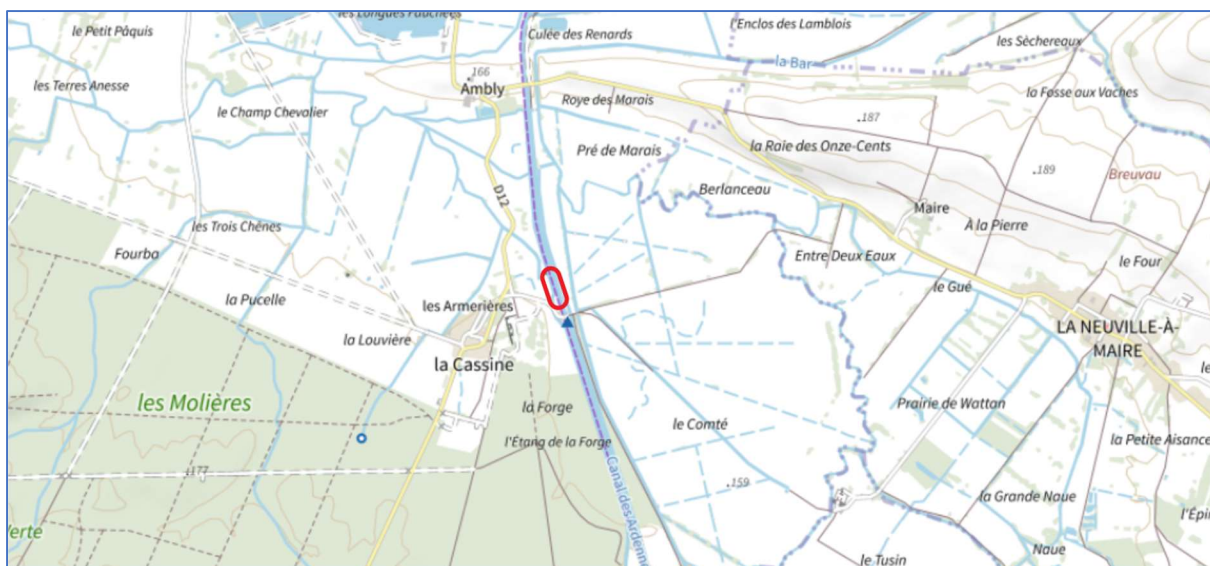 les Longues Fauchées
le Petit Pâquis
Culée des Renards
l'Enclos des Lamblois
les Sèchereaux
la Bar
166
Ambly
les Terres Anesse
Roye des Marais
la Fosse aux Vaches
le Champ Chevalier
187
la Raie des Onze-Cents
Pré de Marais
189
Breuvau
Berlanceau
D12
Maire
À la Pierre
les Trois Chênes
Fourba
Entre Deux Eaux
le Four
la Pucelle
les Armerières
le Gué
LA NEUVILLE-À-
MAIRE
la Louvière
la Cassine
les Molières
la Forge
le Comté
Prairie de Wattan
l'Étang de la Forge
la Petite Aisance
177
Canal des Ardenne
159
la Grande Naue
l'Épi
Verte
le Tusin
Naue